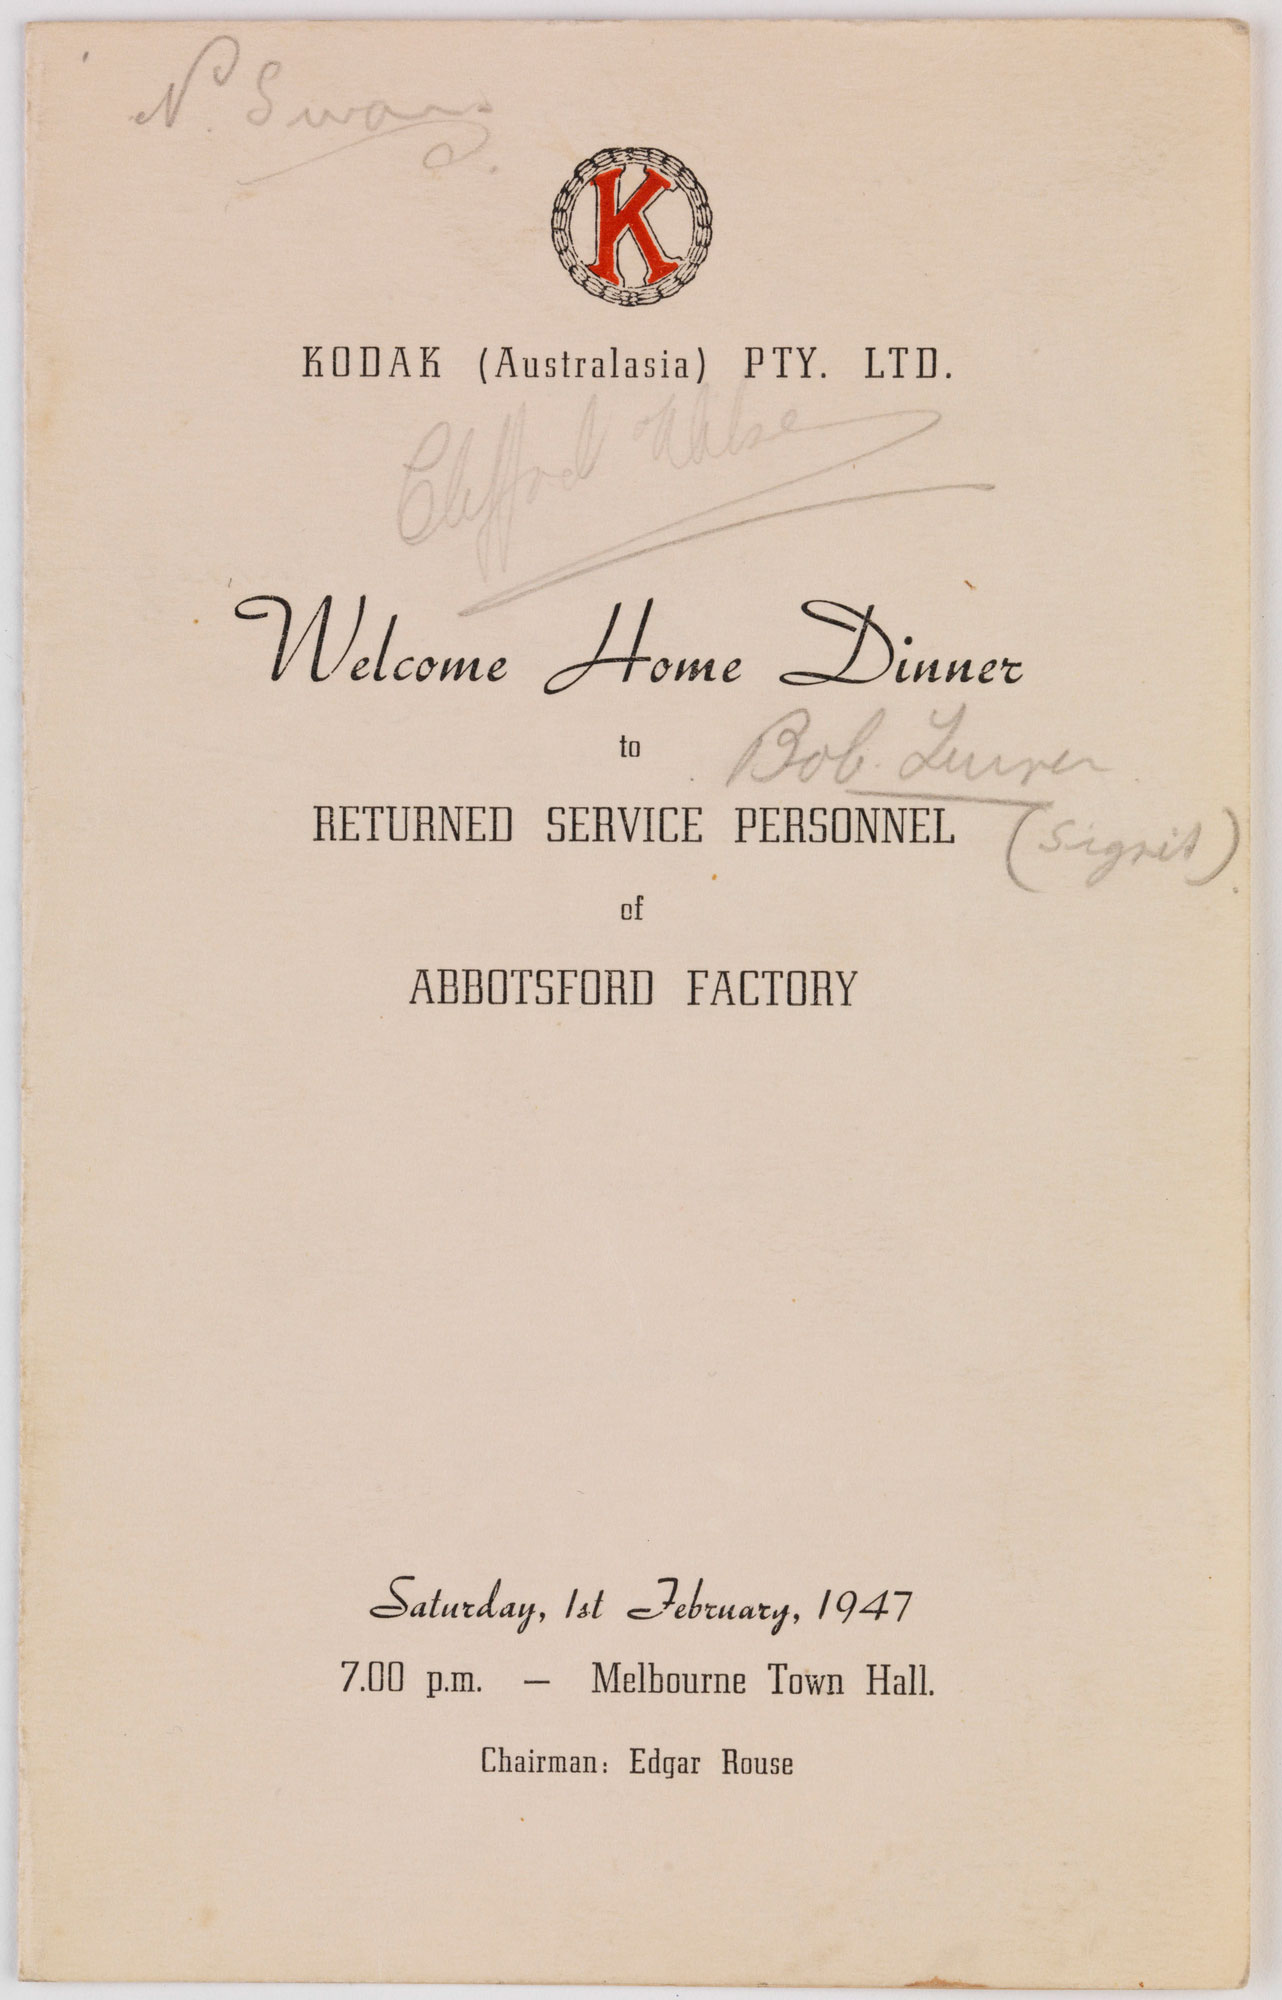 N. Swan
K
KODAK (Australasia) PTY. LTD.
Clifford
Welcome Home Dinner
to
Bob
RETURNED SERVICE PERSONNEL
of
ABBOTSFORD FACTORY
Saturday, 1st February, 1947
7.00 p.m. — Melbourne Town Hall.
Chairman: Edgar Rouse